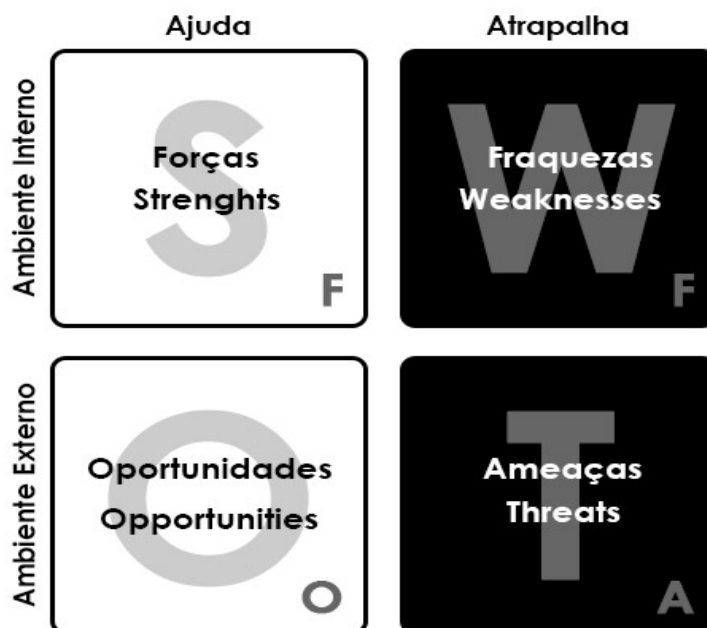 Ajuda
Atrapalha
Ambiente Interno
S
Forças
Strenghts
F
W
Fraquezas
Weaknesses
F
Ambiente Externo
O
Oportunidades
Opportunities
O
T
Ameaças
Threats
A